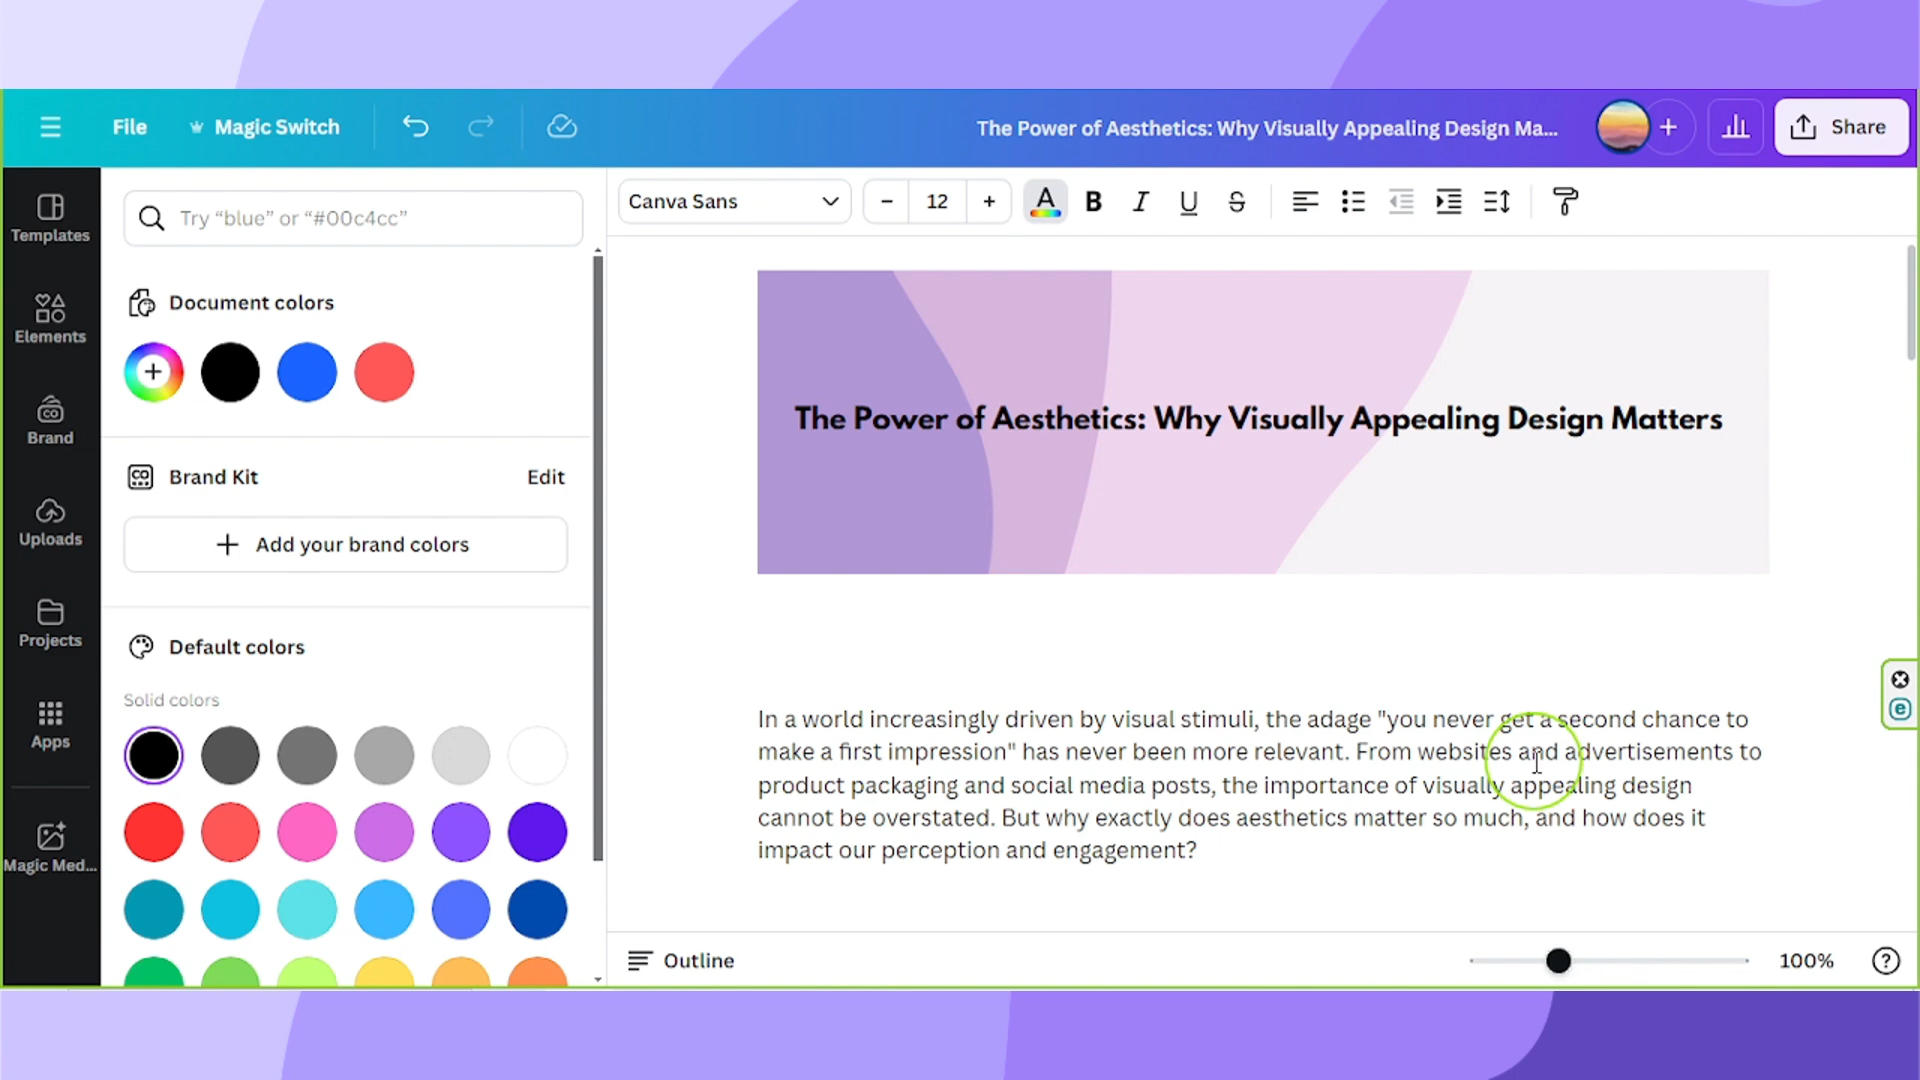 File
Magic Switch
The Power of Aesthetics: Why Visually Appealing Design Ma...
Share
Templates
Elements
Brand
Uploads
Projects
Apps
Magic Med...
Try “blue” or “#00c4cc”
Document colors
Brand Kit
Edit
Add your brand colors
Default colors
Solid colors
Canva Sans
12
A
B
I
U
S
The Power of Aesthetics: Why Visually Appealing Design Matters
In a world increasingly driven by visual stimuli, the adage "you never get a second chance to
make a first impression" has never been more relevant. From websites and advertisements to
product packaging and social media posts, the importance of visually appealing design
cannot be overstated. But why exactly does aesthetics matter so much, and how does it
impact our perception and engagement?
Outline
100%